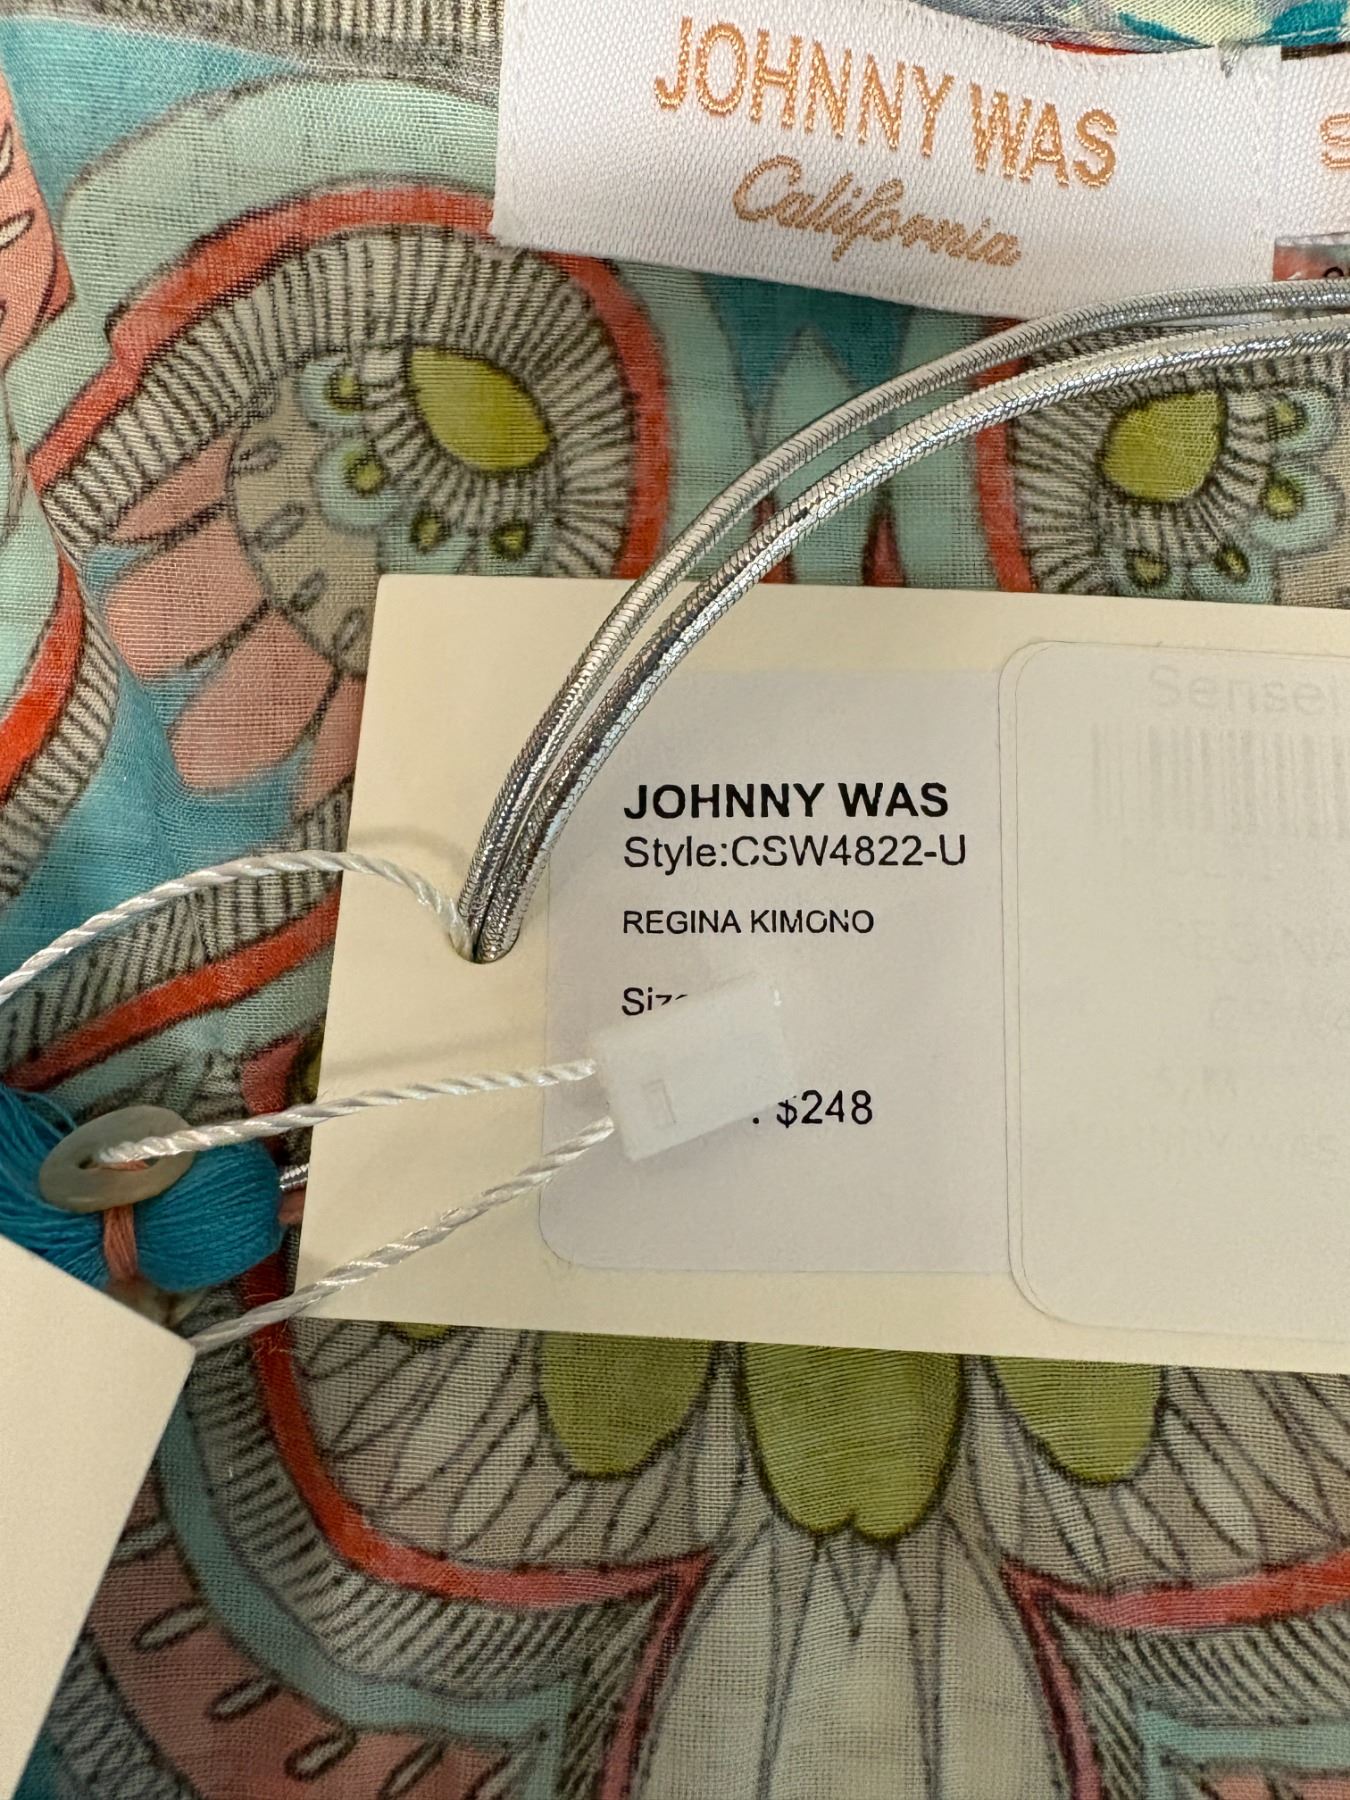 JOHNNY WAS
California
JOHNNY WAS
Style:CSW4822-U
REGINA KIMONO
. $248